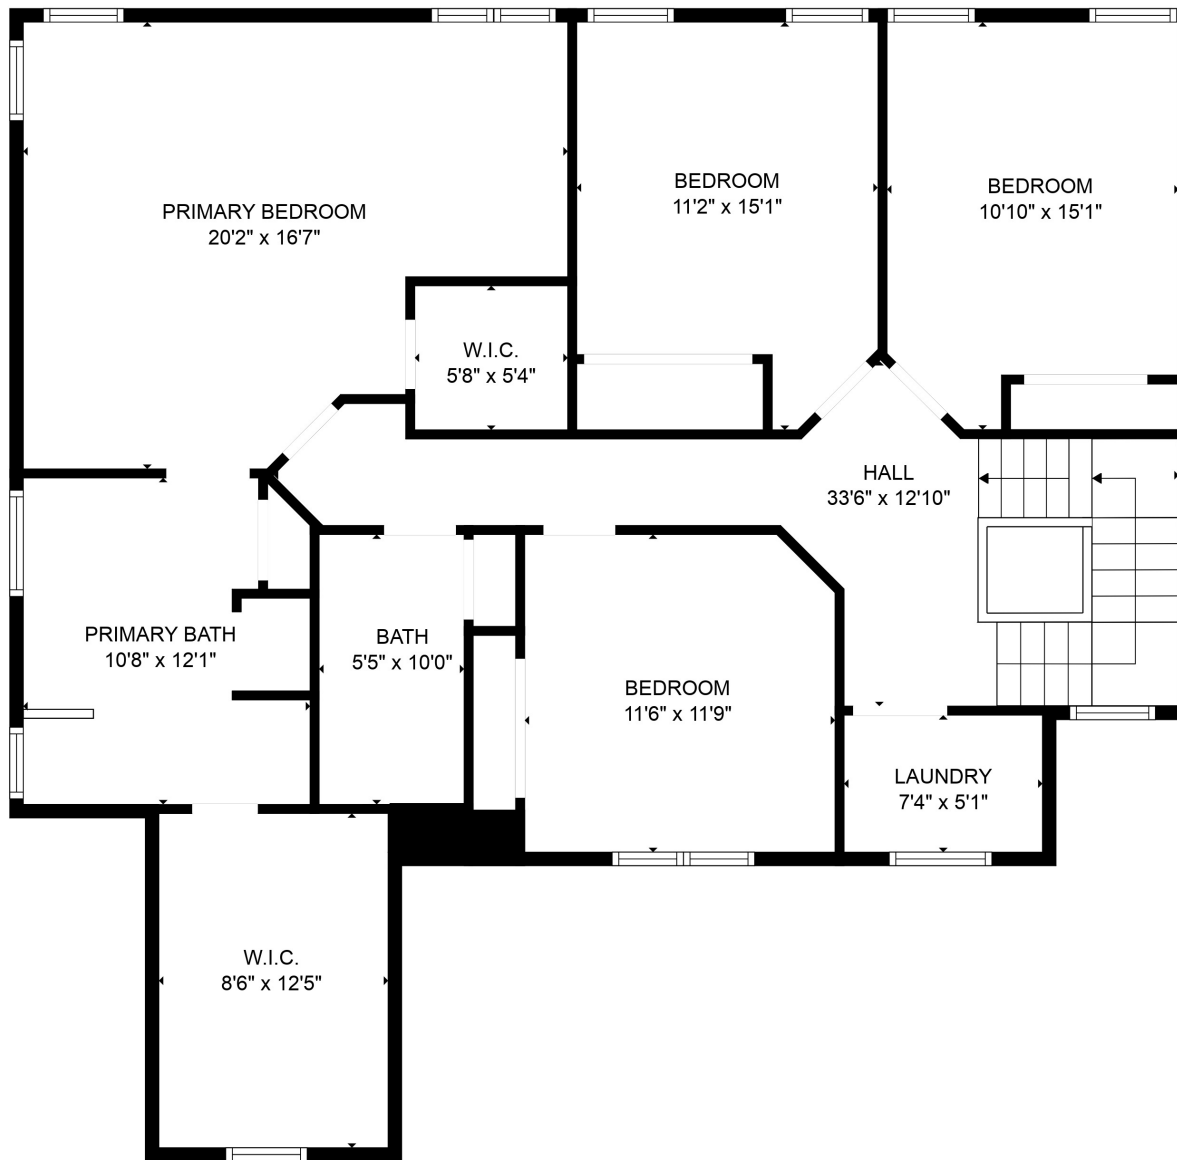 PRIMARY BEDROOM
20'2" x 16'7"
BEDROOM
11'2" x 15'1"
BEDROOM
10'10" x 15'1"
W.I.C.
5'8" x 5'4"
HALL
33'6" x 12'10"
PRIMARY BATH
10'8" x 12'1"
BATH
5'5" x 10'0"
BEDROOM
11'6" x 11'9"
LAUNDRY
7'4" x 5'1"
W.I.C.
8'6" x 12'5"